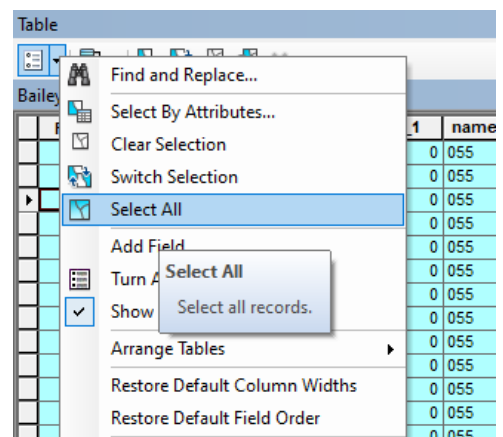 Table
Find and Replace...
Bailey
Select By Attributes...
Clear Selection
_1 name
0 055
Switch Selection
0 055
Select All
0 055
0 055
Add Field...
0 055
Select All
Turn A
0 055
Select all records.
Show
0 055
0 055
Arrange Tables
0 055
0 055
Restore Default Column Widths
0 055
Restore Default Field Order
0 055
0 055